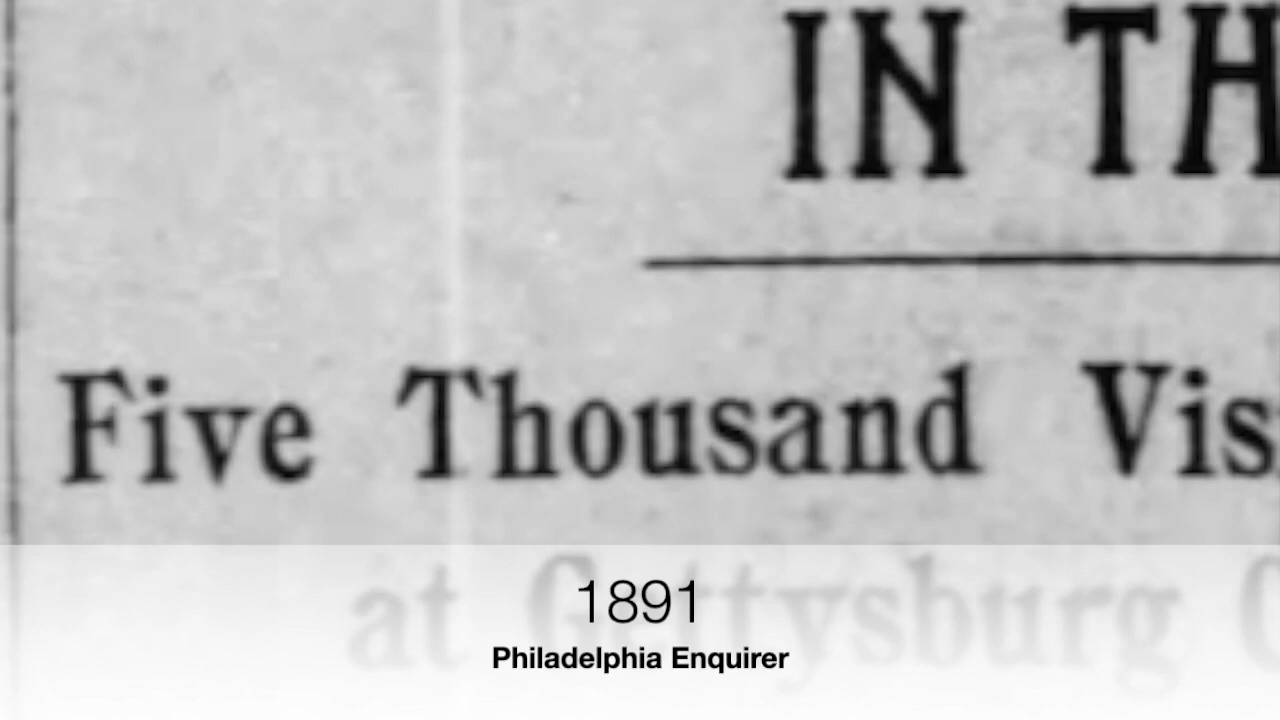 IN TH
Five Thousand Vis
at Gettysburg C
1891
Philadelphia Enquirer